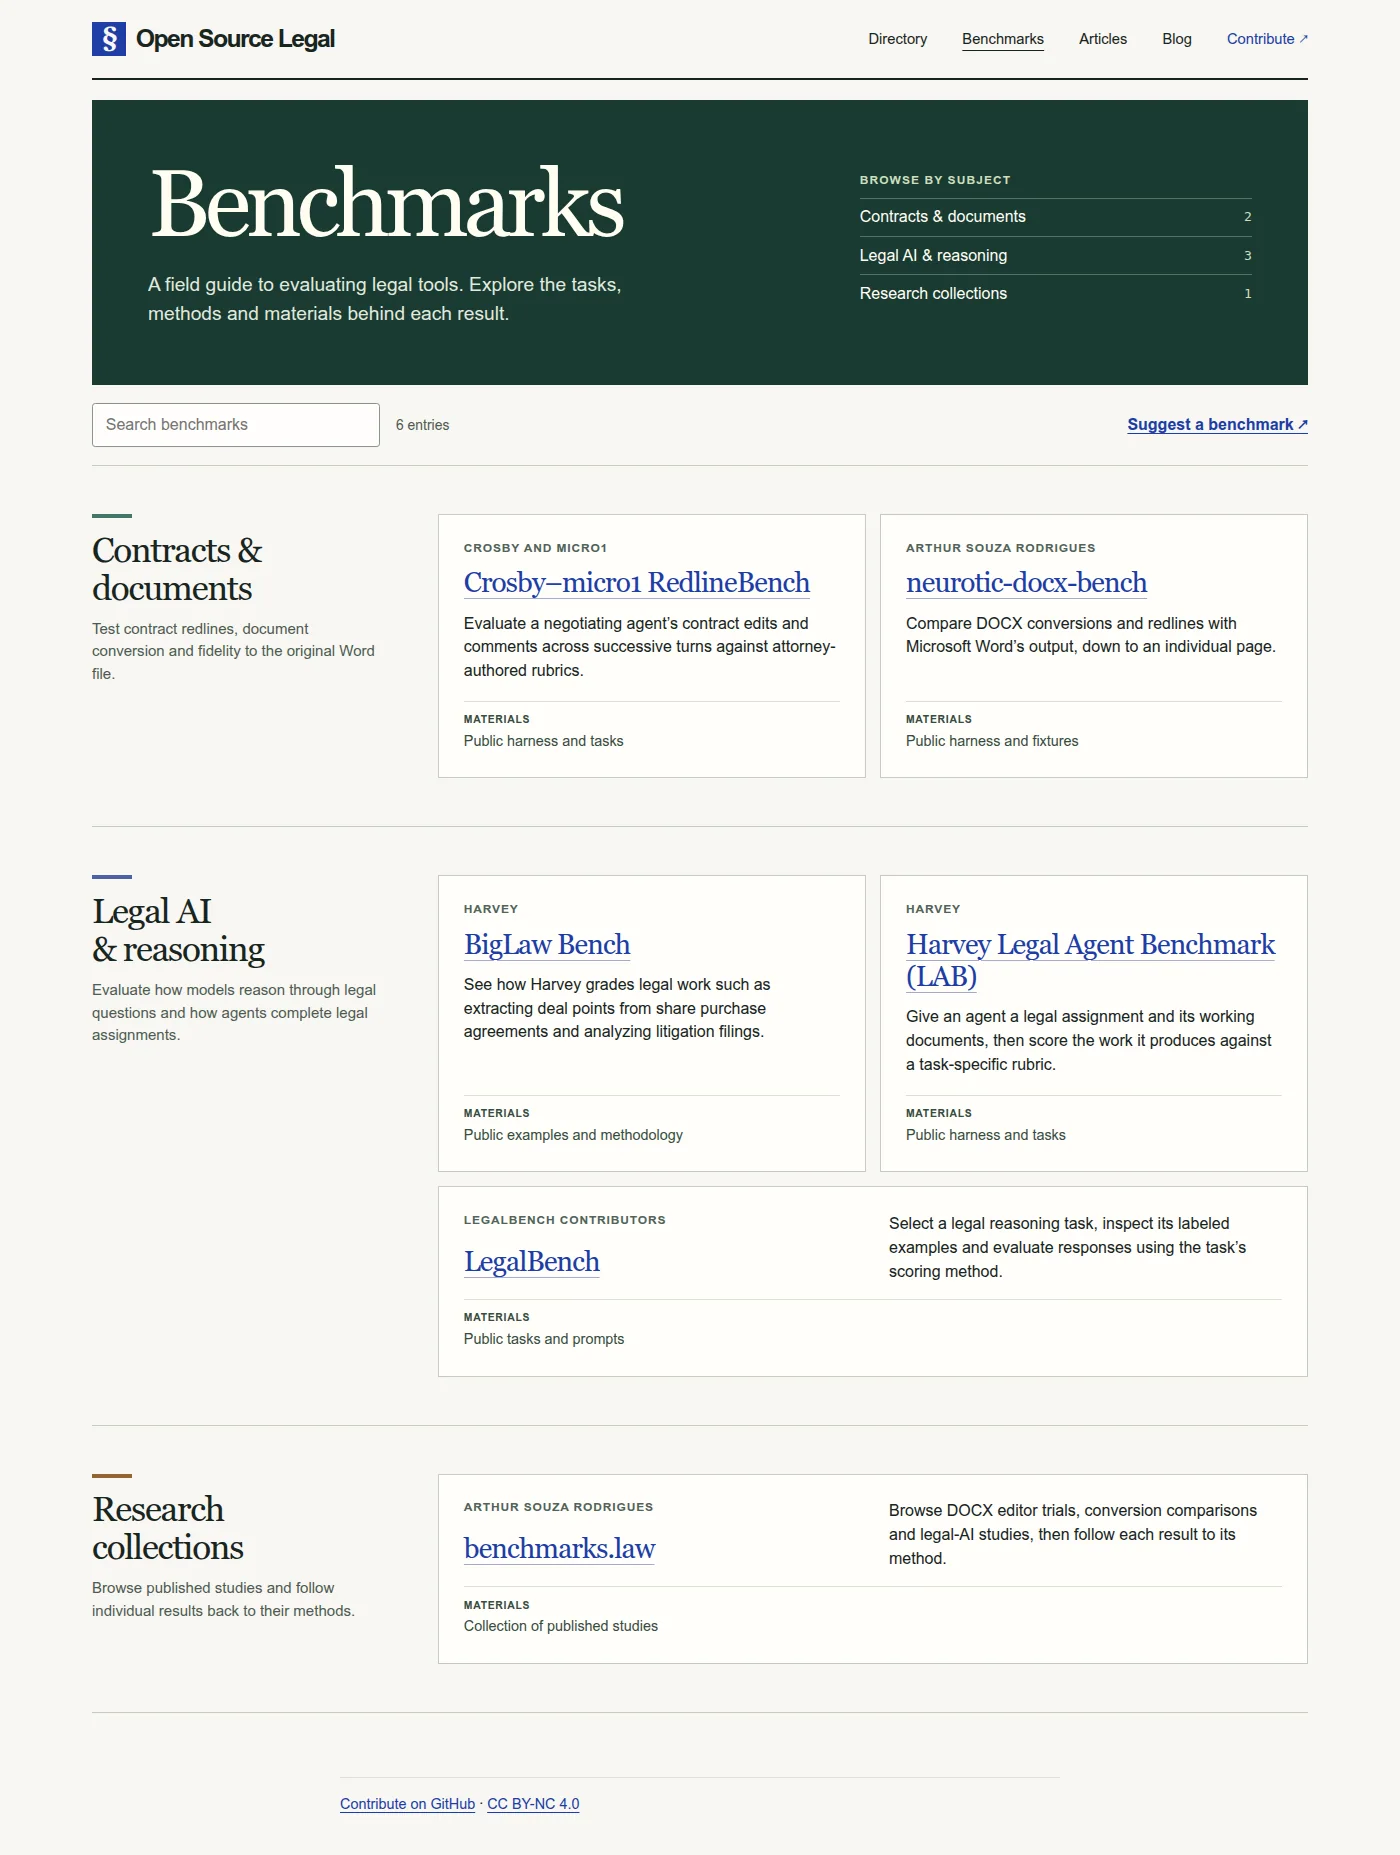 § Open Source Legal
Directory
Benchmarks
Articles
Blog
Contribute ↗
Benchmarks
A field guide to evaluating legal tools. Explore the tasks,
methods and materials behind each result.
BROWSE BY SUBJECT
Contracts & documents 2
Legal AI & reasoning 3
Research collections 1
Search benchmarks
6 entries
Suggest a benchmark ↗
Contracts &
documents
Test contract redlines, document
conversion and fidelity to the original Word
file.
CROSBY AND MICRO1
Crosby–micro1 RedlineBench
Evaluate a negotiating agent’s contract edits and
comments across successive turns against attorney-
authored rubrics.
MATERIALS
Public harness and tasks
ARTHUR SOUZA RODRIGUES
neurotic-docx-bench
Compare DOCX conversions and redlines with
Microsoft Word’s output, down to an individual page.
MATERIALS
Public harness and fixtures
Legal AI
& reasoning
Evaluate how models reason through legal
questions and how agents complete legal
assignments.
HARVEY
BigLaw Bench
See how Harvey grades legal work such as
extracting deal points from share purchase
agreements and analyzing litigation filings.
MATERIALS
Public examples and methodology
HARVEY
Harvey Legal Agent Benchmark
(LAB)
Give an agent a legal assignment and its working
documents, then score the work it produces against
a task-specific rubric.
MATERIALS
Public harness and tasks
LEGALBENCH CONTRIBUTORS
LegalBench
Select a legal reasoning task, inspect its labeled
examples and evaluate responses using the task’s
scoring method.
MATERIALS
Public tasks and prompts
Research
collections
Browse published studies and follow
individual results back to their methods.
ARTHUR SOUZA RODRIGUES
benchmarks.law
Browse DOCX editor trials, conversion comparisons
and legal-AI studies, then follow each result to its
method.
MATERIALS
Collection of published studies
Contribute on GitHub · CC BY-NC 4.0